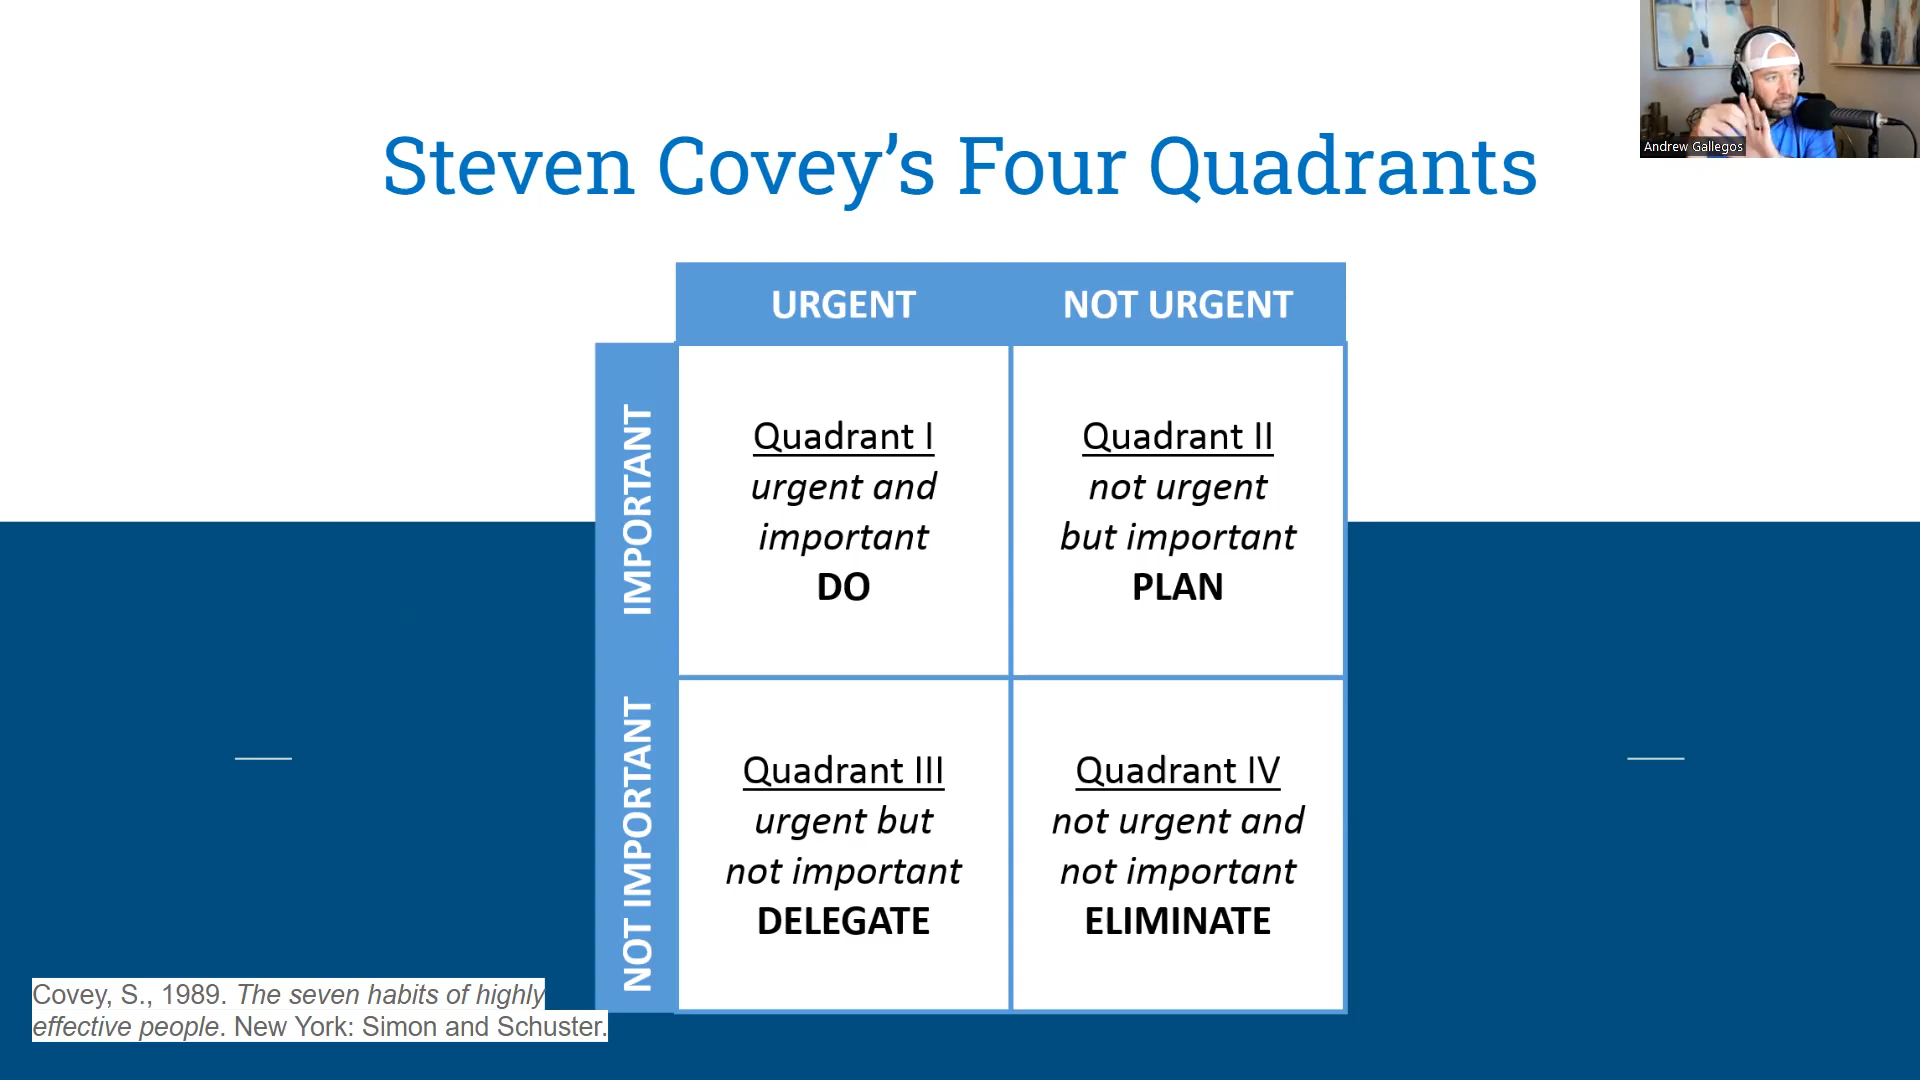 Andrew Gallegos
Steven Covey’s Four Quadrants
URGENT
NOT URGENT
IMPORTANT
Quadrant I
urgent and
important
DO
Quadrant II
not urgent
but important
PLAN
NOT IMPORTANT
Quadrant III
urgent but
not important
DELEGATE
Quadrant IV
not urgent and
not important
ELIMINATE
Covey, S., 1989. The seven habits of highly
effective people. New York: Simon and Schuster.